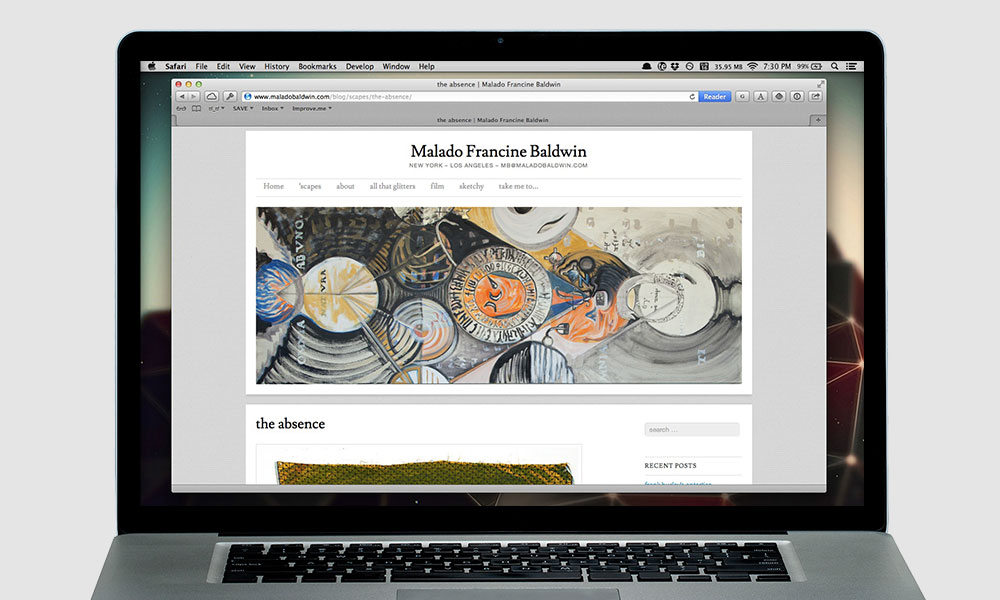 Safari File Edit View History Bookmarks Develop Window Help 35.95 MB 7:30 PM 99%
the absence | Malado Francine Baldwin
www.maladobaldwin.com/blog/scapes/the-absence/ Reader G A
SAVE Inbox Improve.me
the absence | Malado Francine Baldwin
Malado Francine Baldwin
NEW YORK – LOS ANGELES – MB@MALADOBALDWIN.COM
Home 'scapes about all that glitters film sketchy take me to...
the absence
search ...
RECENT POSTS